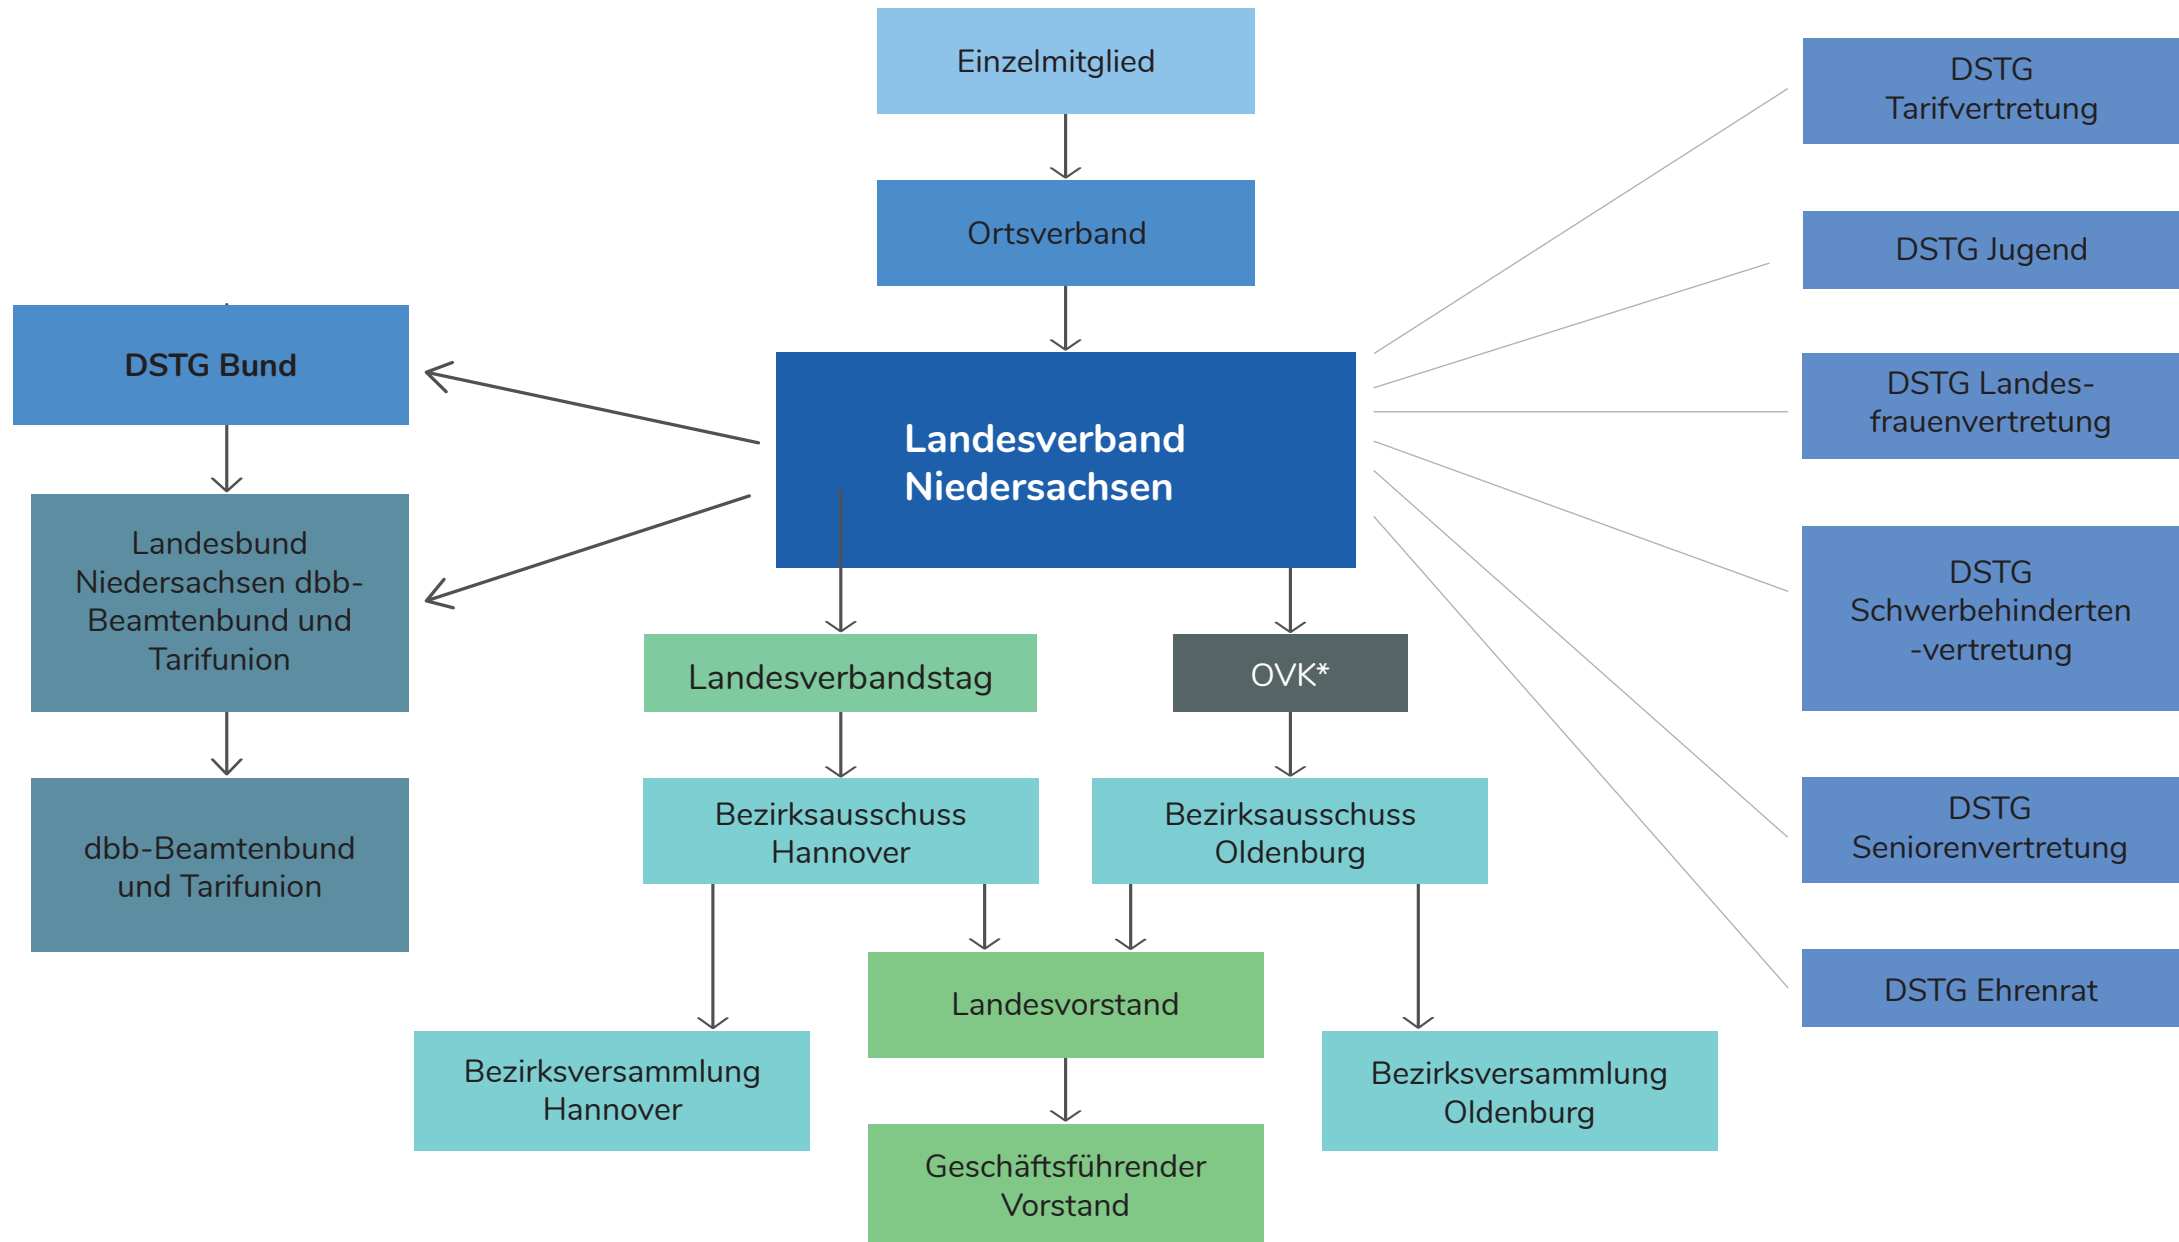 Einzelmitglied
Ortsverband
Landesverband
Niedersachsen
DSTG Bund
Landesbund
Niedersachsen dbb-
Beamtenbund und
Tarifunion
dbb-Beamtenbund
und Tarifunion
Landesverbandstag
OVK*
Bezirksausschuss
Hannover
Bezirksausschuss
Oldenburg
Landesvorstand
Bezirksversammlung
Hannover
Bezirksversammlung
Oldenburg
Geschäftsführender
Vorstand
DSTG
Tarifvertretung
DSTG Jugend
DSTG Landes-
frauenvertretung
DSTG
Schwerbehinderten
-vertretung
DSTG
Seniorenvertretung
DSTG Ehrenrat